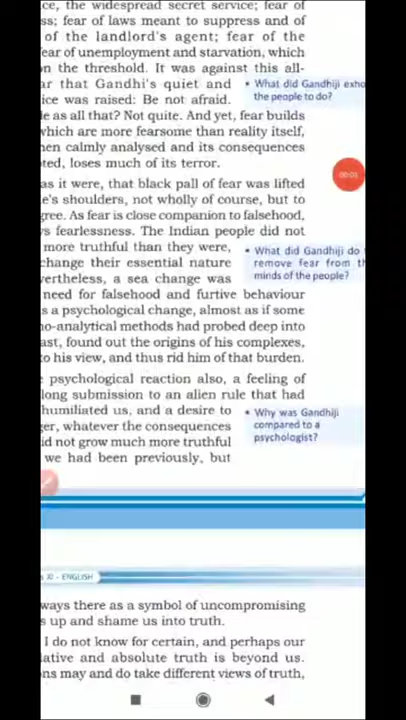 ce, the widespread secret service; fear of
ss; fear of laws meant to suppress and of
of the landlord's agent; fear of the
ear of unemployment and starvation, which
on the threshold. It was against this all-
ar that Gandhi's quiet and
ice was raised: Be not afraid.
le as all that? Not quite. And yet, fear builds
which are more fearsome than reality itself,
hen calmly analysed and its consequences
ted, loses much of its terror.
• What did Gandhiji exho
the people to do?
00:01
as it were, that black pall of fear was lifted
e's shoulders, not wholly of course, but to
gree. As fear is close companion to falsehood,
s fearlessness. The Indian people did not
more truthful than they were,
change their essential nature
vertheless, a sea change was
need for falsehood and furtive behaviour
s a psychological change, almost as if some
ho-analytical methods had probed deep into
ast, found out the origins of his complexes,
to his view, and thus rid him of that burden.
• What did Gandhiji do
remove fear from th
minds of the people?
psychological reaction also, a feeling of
long submission to an alien rule that had
humiliated us, and a desire to
er, whatever the consequences
id not grow much more truthful
we had been previously, but
• Why was Gandhiji
compared to a
psychologist?
s XI – ENGLISH
ways there as a symbol of uncompromising
s up and shame us into truth.
I do not know for certain, and perhaps our
lative and absolute truth is beyond us.
ns may and do take different views of truth,